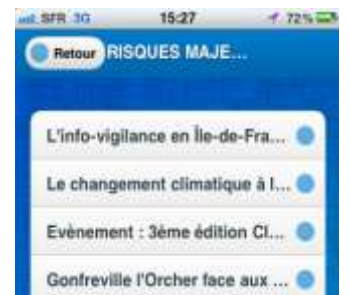 SFR 3G 15:27 72%
Retour RISQUES MAJE...
L'info-vigilance en Île-de-Fra...
Le changement climatique à l...
Evènement : 3éme édition Cl...
Gonfreville l'Orcher face aux ...